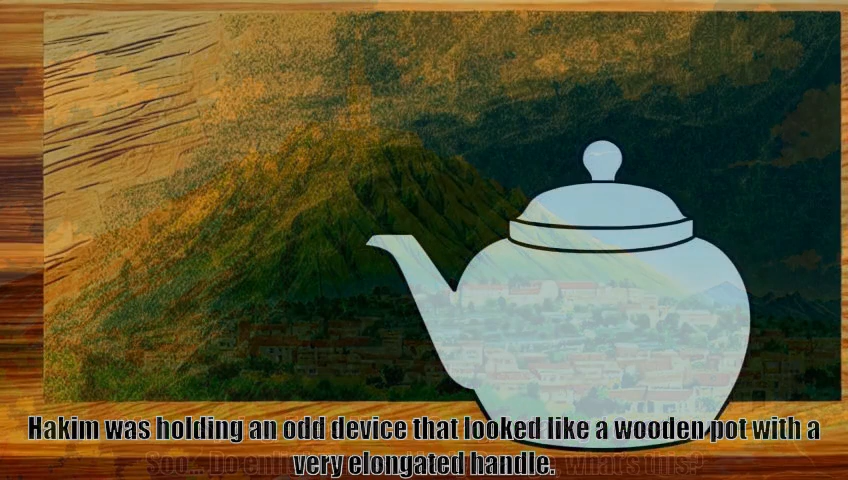 Hakim was holding an odd device that looked like a wooden pot with a
very elongated handle.